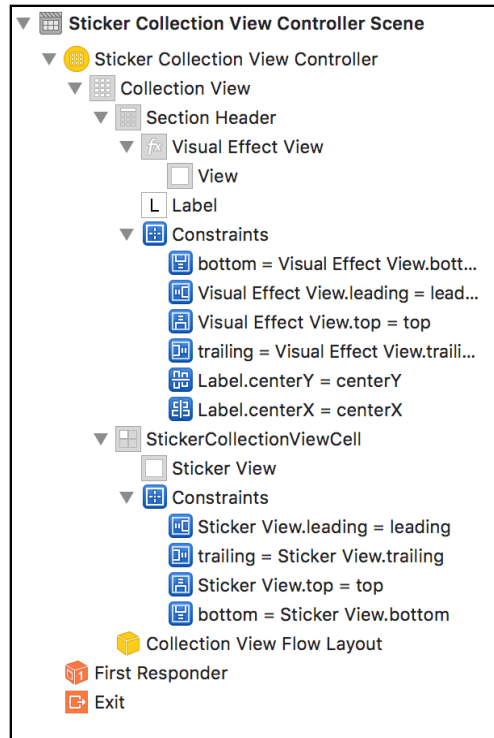 Sticker Collection View Controller Scene
Sticker Collection View Controller
Collection View
Section Header
fx Visual Effect View
View
L Label
Constraints
bottom = Visual Effect View.bott...
Visual Effect View.leading = lead...
Visual Effect View.top = top
trailing = Visual Effect View.traili...
Label.centerY = centerY
Label.centerX = centerX
StickerCollectionViewCell
Sticker View
Constraints
Sticker View.leading = leading
trailing = Sticker View.trailing
Sticker View.top = top
bottom = Sticker View.bottom
Collection View Flow Layout
1 First Responder
Exit